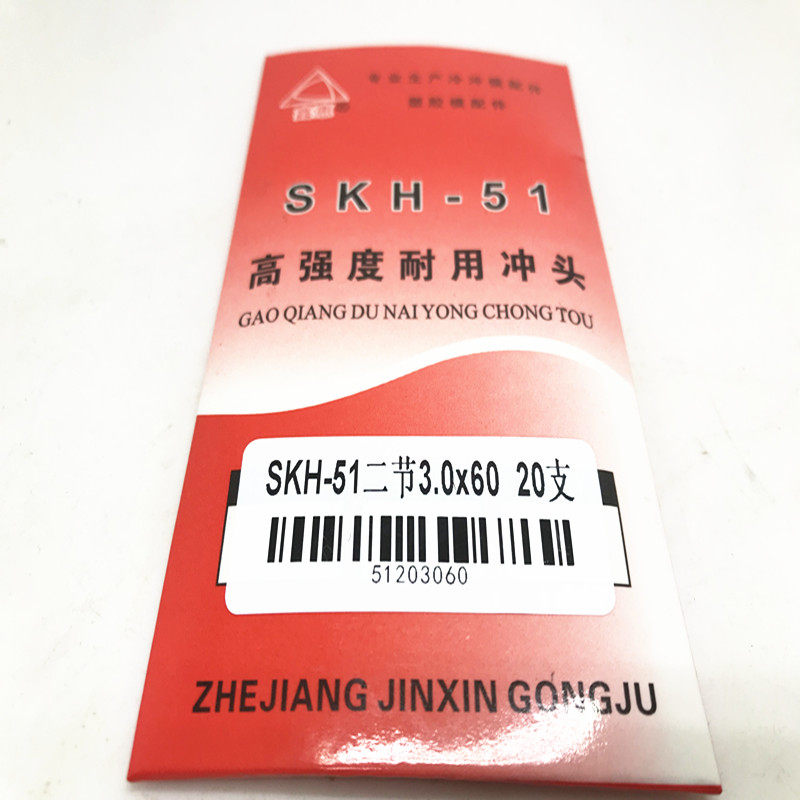 专业生产冷冲模配件
塑胶模配件
®
SKH-51
高强度耐用冲头
GAO QIANG DU NAI YONG CHONG TOU
SKH-51二节3.0x60 20支
51203060
ZHEJIANG JINXIN GONGJU